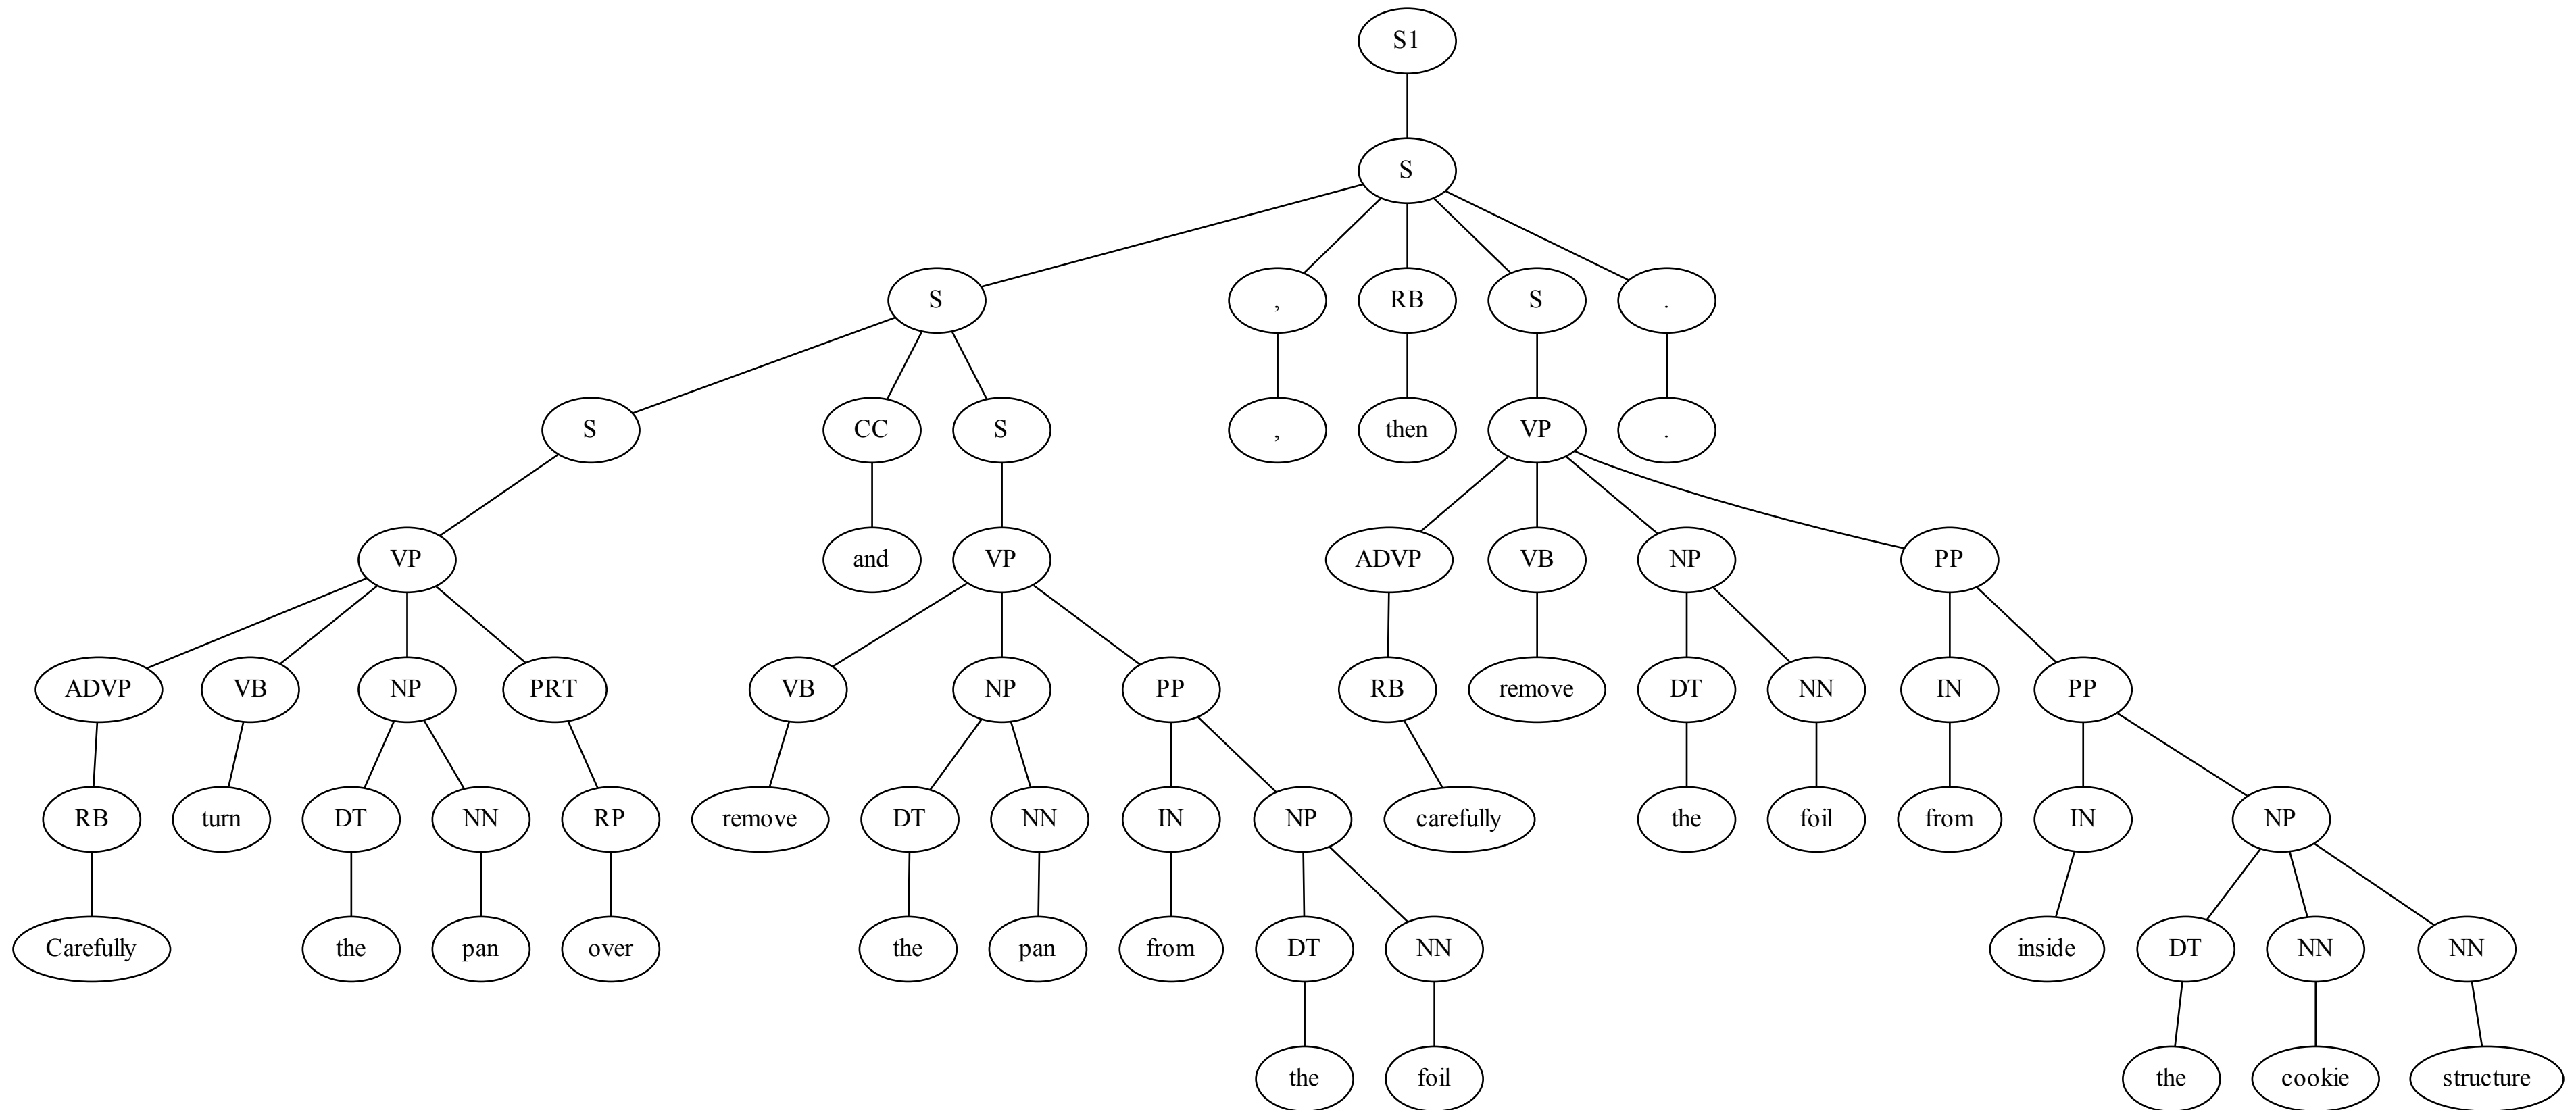 S1
S
S , RB S .
S CC S , then VP .
VP and VP ADVP VB NP PP
ADVP VB NP PRT VB NP PP RB remove DT NN IN PP
RB turn DT NN RP remove DT NN IN NP carefully the foil from IN NP
Carefully the pan over the pan from DT NN inside DT NN NN
the foil the cookie structure